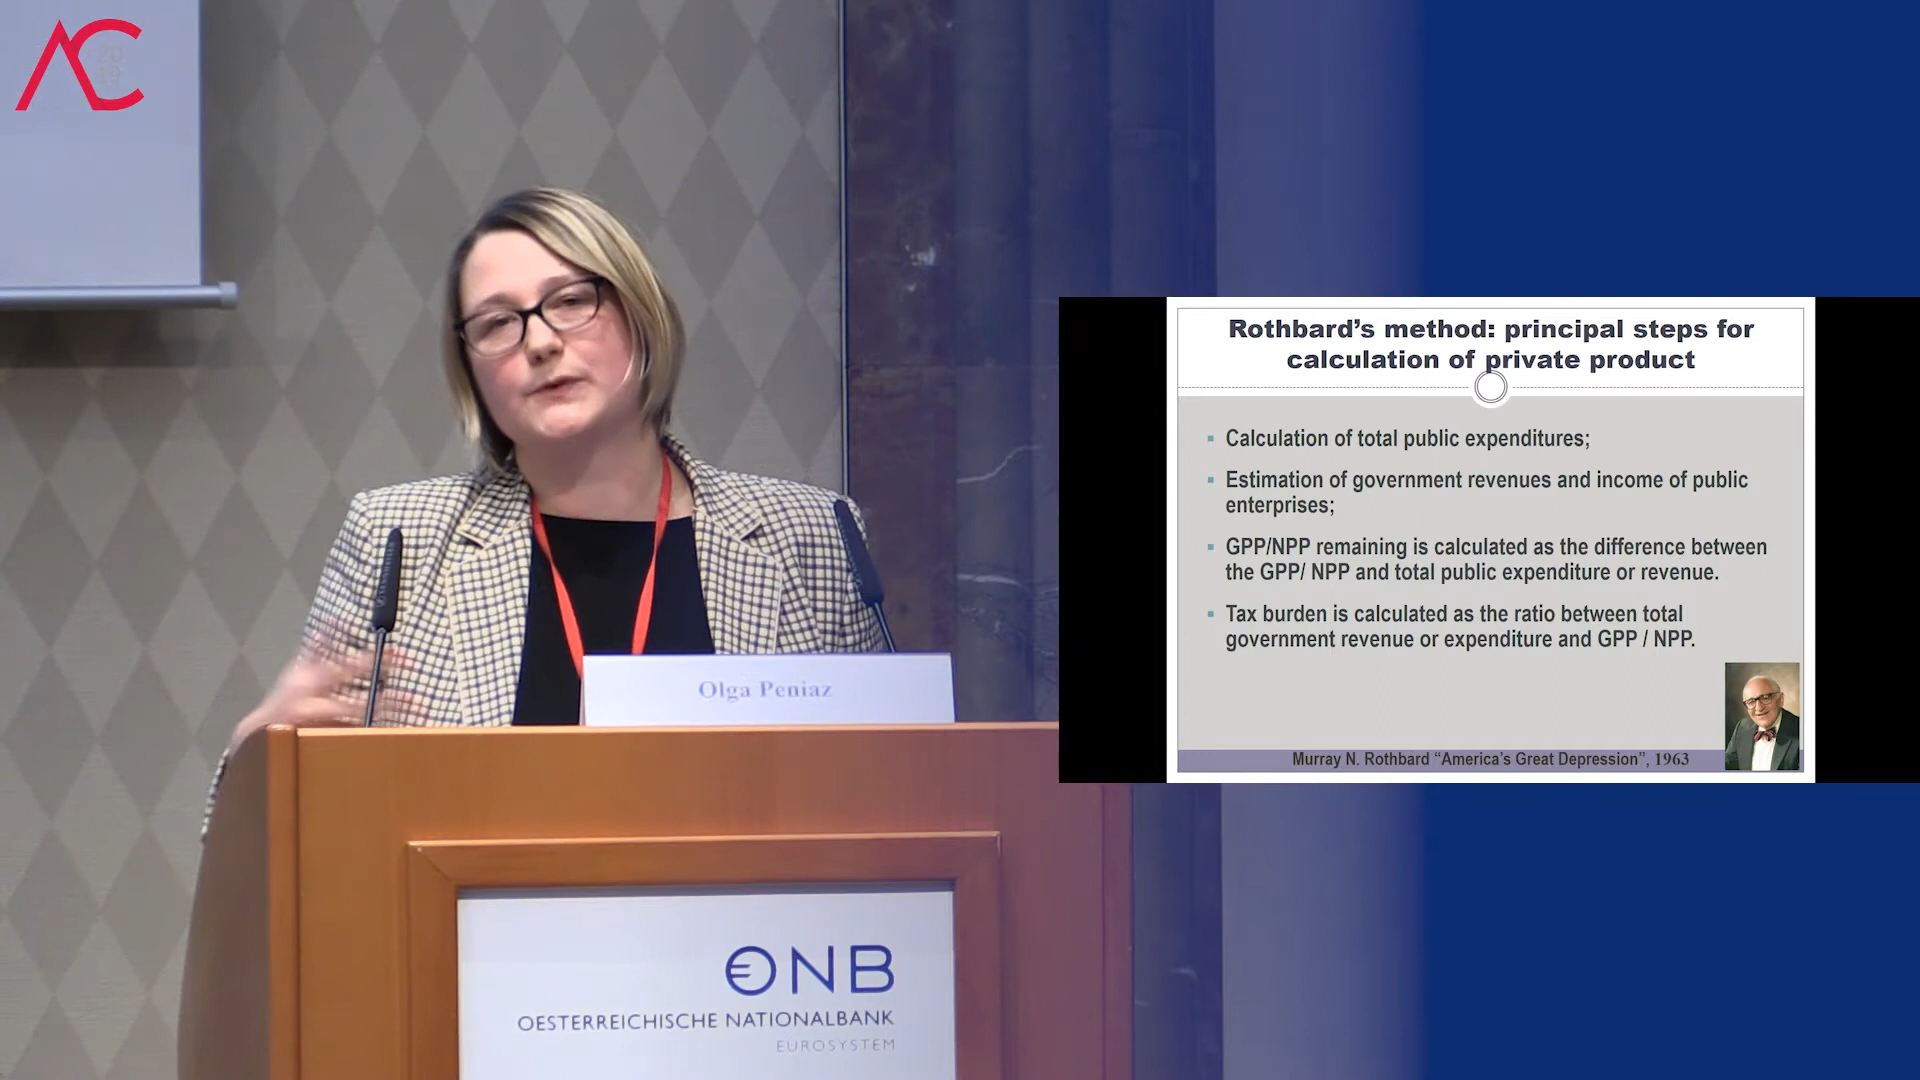 AC
2019
Rothbard's method: principal steps for
calculation of private product
Calculation of total public expenditures;
Estimation of government revenues and income of public
enterprises;
GPP/NPP remaining is calculated as the difference between
the GPP/ NPP and total public expenditure or revenue.
Tax burden is calculated as the ratio between total
government revenue or expenditure and GPP / NPP.
Murray N. Rothbard “America's Great Depression”, 1963
Olga Peniaz
ONB
OESTERREICHISCHE NATIONALBANK
EUROSYSTEM